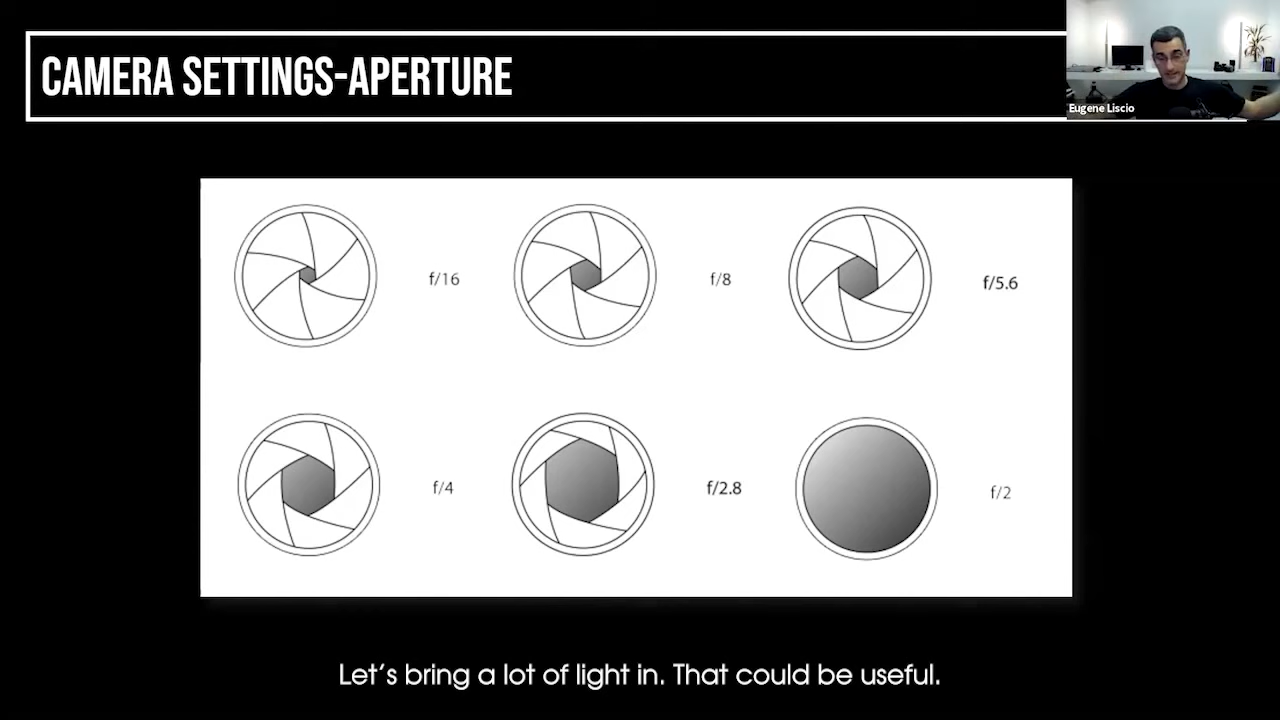 CAMERA SETTINGS-APERTURE
Eugene Liscio
f/16
f/8
f/5.6
f/4
f/2.8
f/2
Let's bring a lot of light in. That could be useful.